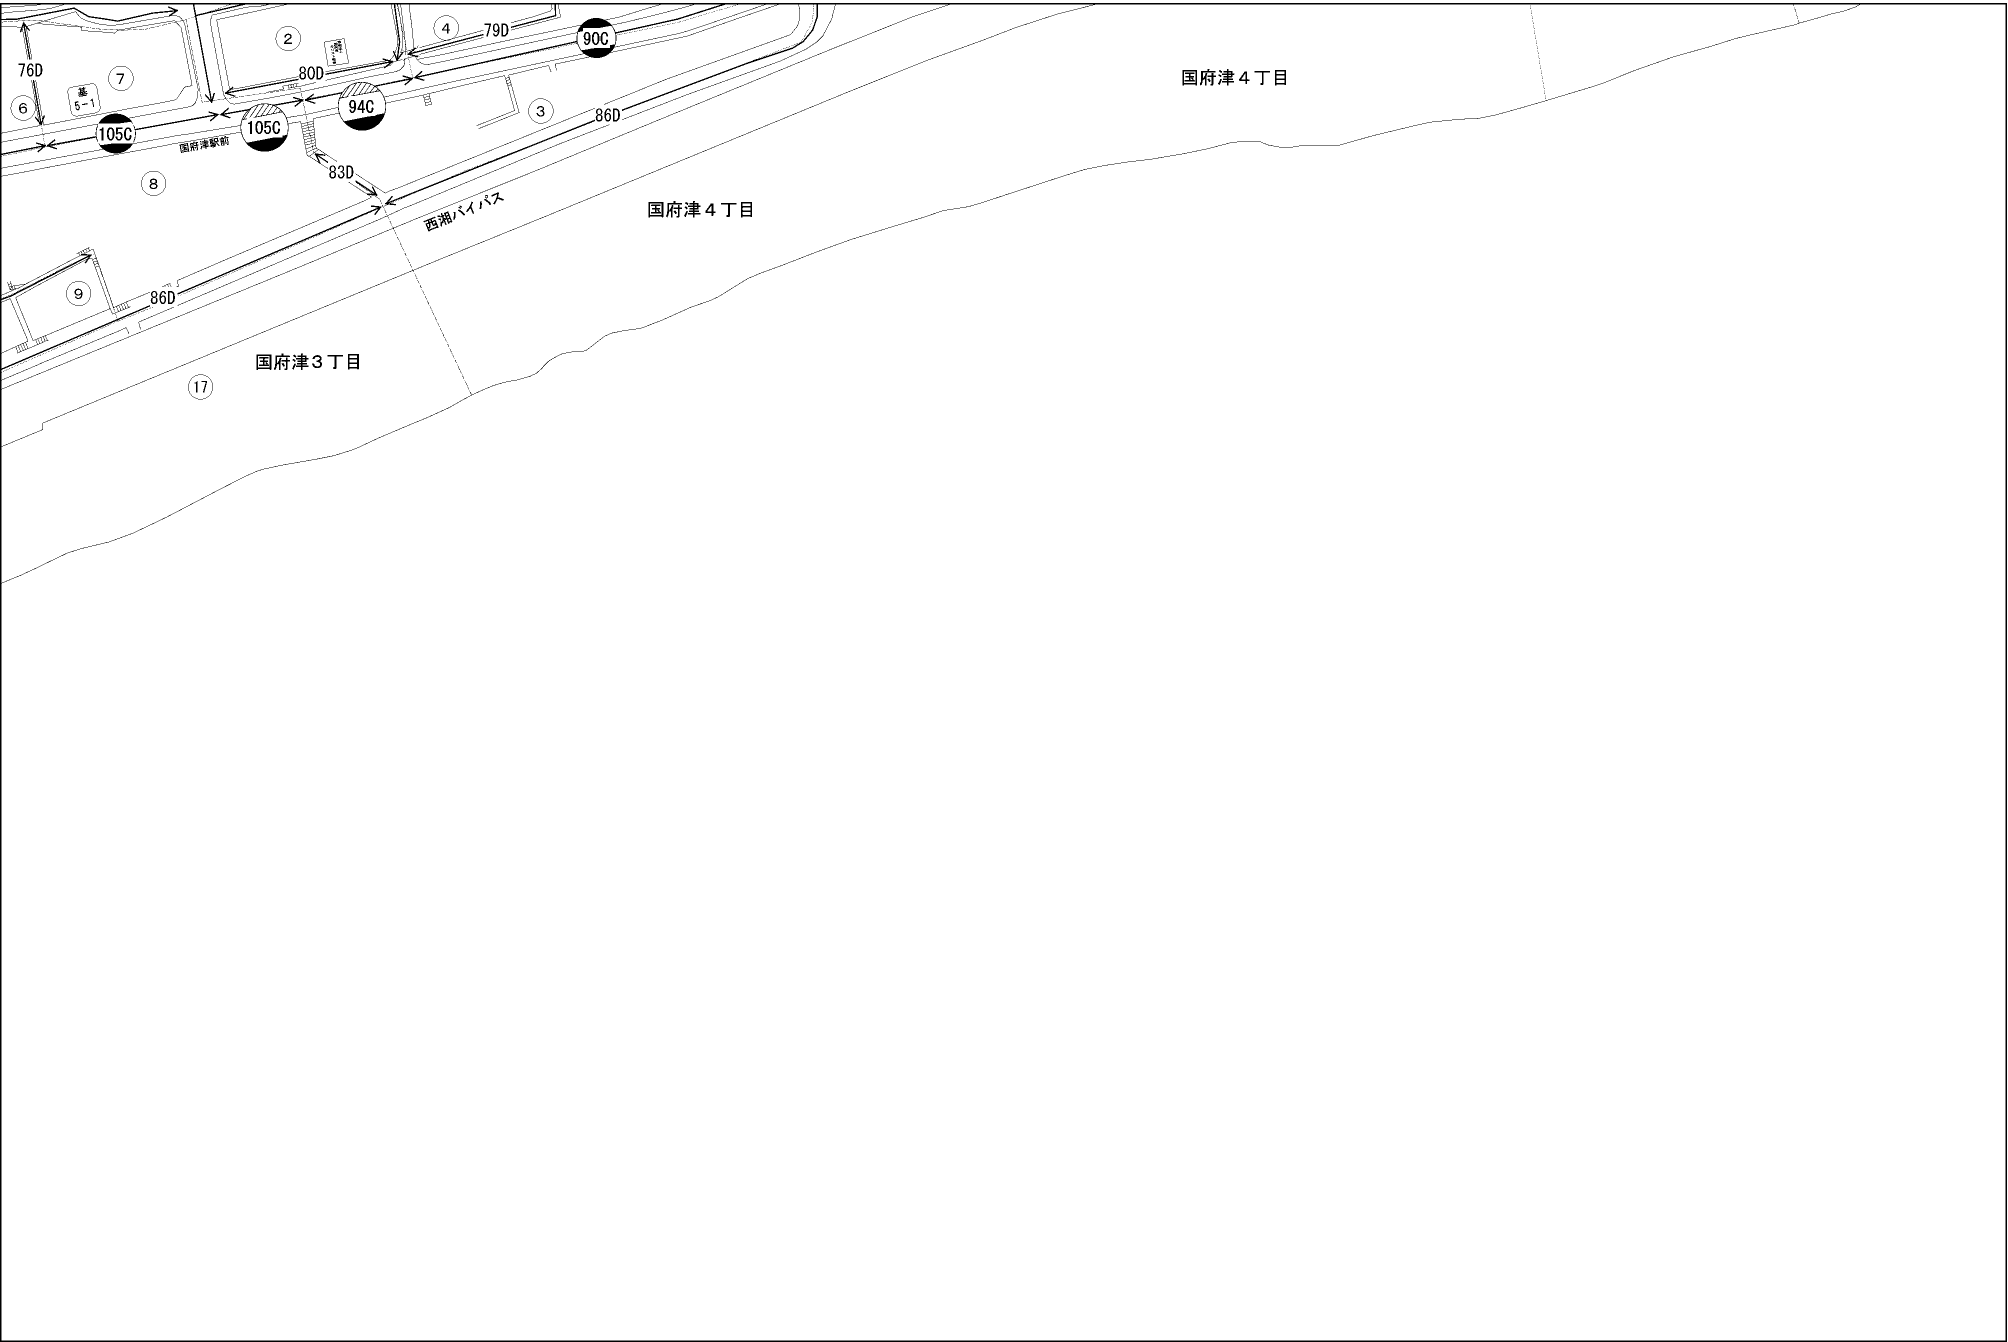 ④
79D
90C
②
76D
⑦
80D
国府津４丁目
基
5-1
⑥
94C
③
86D
105C
105C
国府津駅前
83D
⑧
西湘バイパス
国府津４丁目
⑨
86D
国府津３丁目
⑰